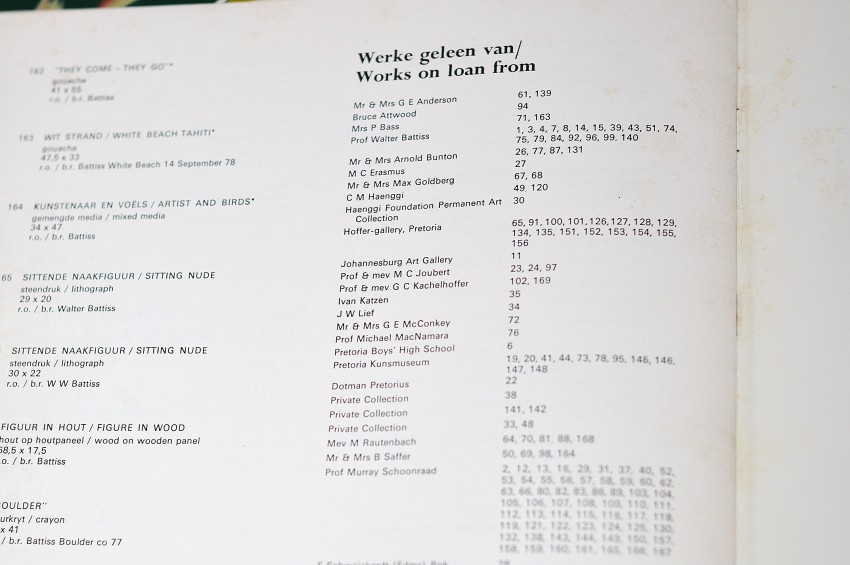 162 "THEY COME – THEY GO"*
gouache
41 x 55
r.o. / b.r. Battiss
163 WIT STRAND / WHITE BEACH TAHITI*
gouache
47,5 x 33
r.o. / b.r. Battiss White Beach 14 September 78
164 KUNSTENAAR EN VOËLS / ARTIST AND BIRDS*
gemengde media / mixed media
34 x 47
r.o. / b.r. Battiss
65 SITTENDE NAAKFIGUUR / SITTING NUDE
steendruk / lithograph
29 x 20
r.o. / b.r. Walter Battiss
SITTENDE NAAKFIGUUR / SITTING NUDE
steendruk / lithograph
30 x 22
r.o. / b.r. W W Battiss
FIGUUR IN HOUT / FIGURE IN WOOD
hout op houtpaneel / wood on wooden panel
68,5 x 17,5
.o. / b.r. Battiss
BOULDER"
urkryt / crayon
x 41
/ b.r. Battiss Boulder co 77
Werke geleen van/
Works on loan from
Mr & Mrs G E Anderson 61, 139
Bruce Attwood 94
Mrs P Bass 71, 163
Prof Walter Battiss 1, 3, 4, 7, 8, 14, 15, 39, 43, 51, 74,
75, 79, 84, 92, 96, 99, 140
Mr & Mrs Arnold Bunton 26, 77, 87, 131
M C Erasmus 27
Mr & Mrs Max Goldberg 67, 68
C M Haenggi 49, 120
Haenggi Foundation Permanent Art 30
Collection
Hoffer-gallery, Pretoria 65, 91, 100, 101, 126, 127, 128, 129,
134, 135, 151, 152, 153, 154, 155,
156
Johannesburg Art Gallery 11
Prof & mev M C Joubert 23, 24, 97
Prof & mev G C Kachelhoffer 102, 169
Ivan Katzen 35
J W Lief 34
Mr & Mrs G E McConkey 72
Prof Michael MacNamara 76
Pretoria Boys' High School 6
Pretoria Kunsmuseum 19, 20, 41, 44, 73, 78, 95, 146, 146,
147, 148
Dotman Pretorius 22
Private Collection 38
Private Collection 141, 142
Private Collection 33, 48
Mev M Rautenbach 64, 70, 81, 88, 168
Mr & Mrs B Saffer 50, 69, 98, 164
Prof Murray Schoonraad 2, 12, 13, 16, 29, 31, 37, 40, 52,
53, 54, 55, 56, 57, 58, 59, 60, 62,
63, 66, 80, 82, 83, 86, 89, 103, 104,
105, 106, 107, 108, 109, 110, 111,
112, 113, 114, 115, 116, 117, 118,
119, 121, 122, 123, 124, 125, 130,
132, 138, 143, 144, 149, 150, 157,
158, 159, 160, 161, 165, 166, 167